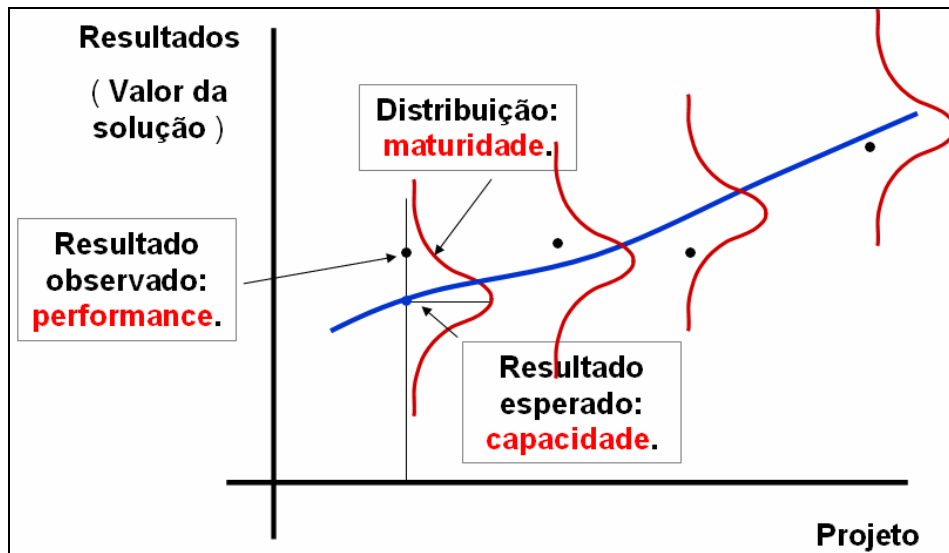 Resultados
( Valor da
solução )
Distribuição:
maturidade.
Resultado
observado:
performance.
Resultado
esperado:
capacidade.
Projeto